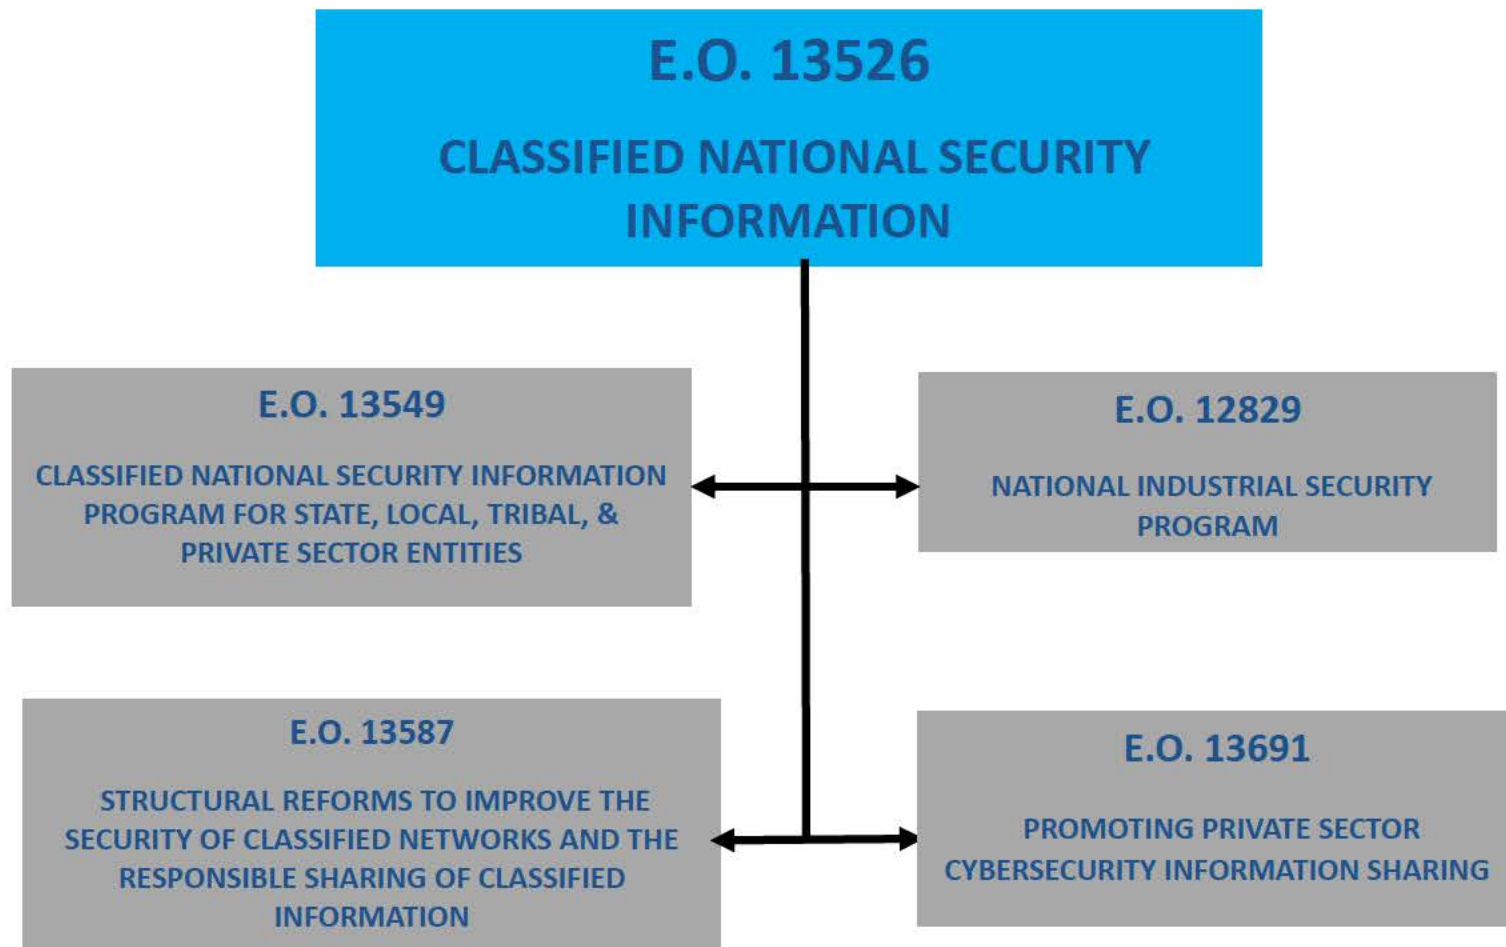 E.O. 13526
CLASSIFIED NATIONAL SECURITY
INFORMATION
E.O. 13549
CLASSIFIED NATIONAL SECURITY INFORMATION
PROGRAM FOR STATE, LOCAL, TRIBAL, &
PRIVATE SECTOR ENTITIES
E.O. 12829
NATIONAL INDUSTRIAL SECURITY
PROGRAM
E.O. 13587
STRUCTURAL REFORMS TO IMPROVE THE
SECURITY OF CLASSIFIED NETWORKS AND THE
RESPONSIBLE SHARING OF CLASSIFIED
INFORMATION
E.O. 13691
PROMOTING PRIVATE SECTOR
CYBERSECURITY INFORMATION SHARING